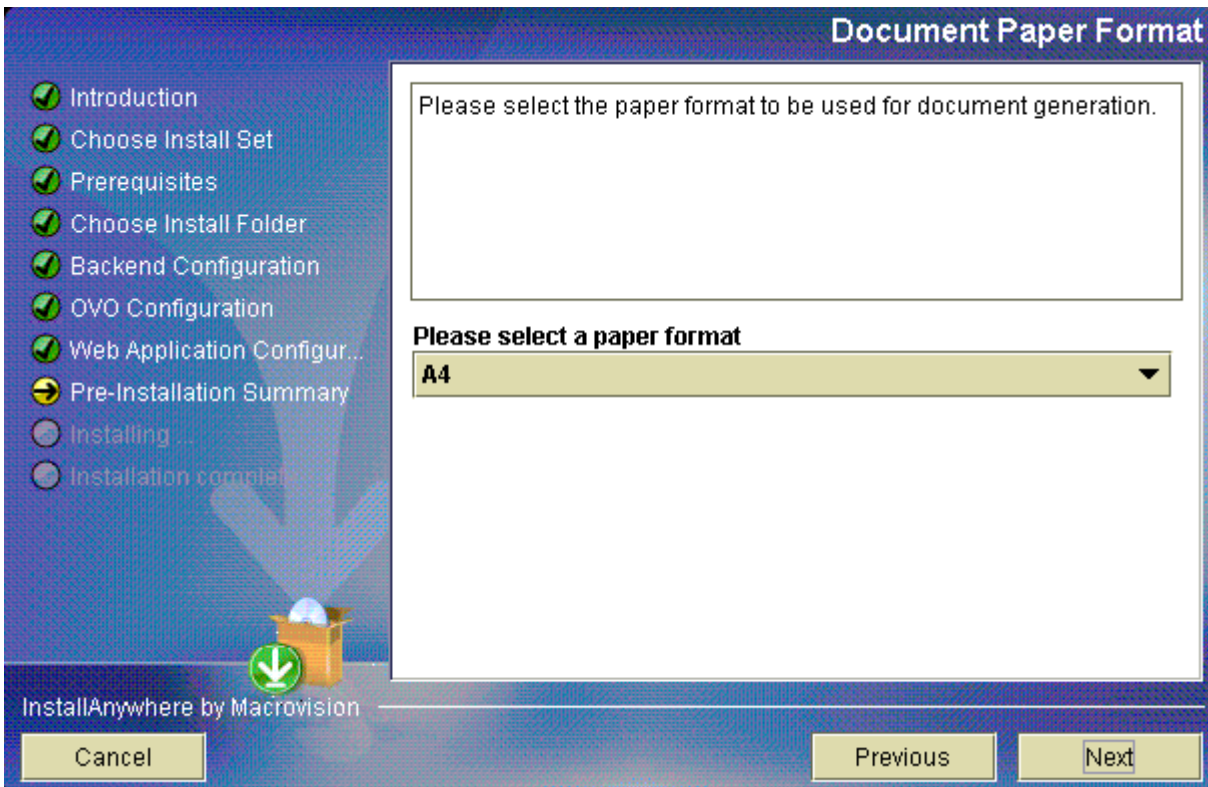 Document Paper Format
Introduction
Choose Install Set
Prerequisites
Choose Install Folder
Backend Configuration
OVO Configuration
Web Application Configur...
Pre-Installation Summary
Installing ...
Installation complet
Please select the paper format to be used for document generation.
Please select a paper format
A4
InstallAnywhere by Macrovision
Cancel
Previous
Next